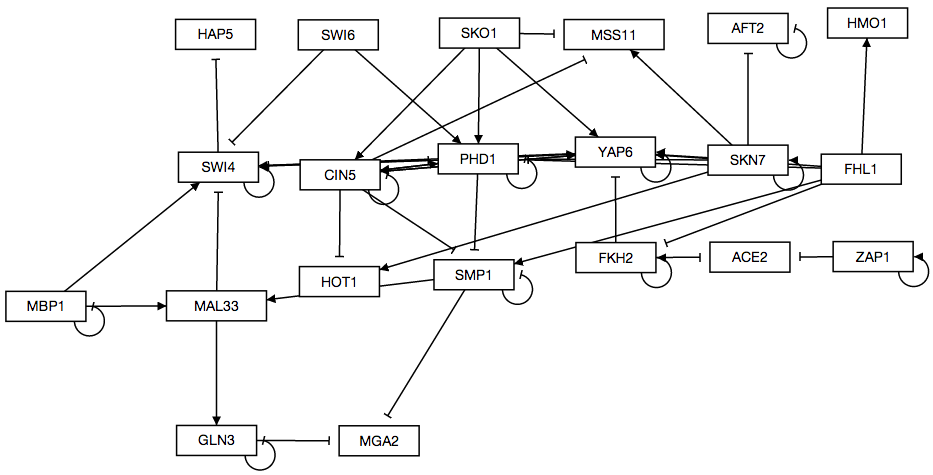 HAP5
SWI6
SKO1
MSS11
AFT2
HMO1
SWI4
CIN5
PHD1
YAP6
SKN7
FHL1
MBP1
MAL33
HOT1
SMP1
FKH2
ACE2
ZAP1
GLN3
MGA2